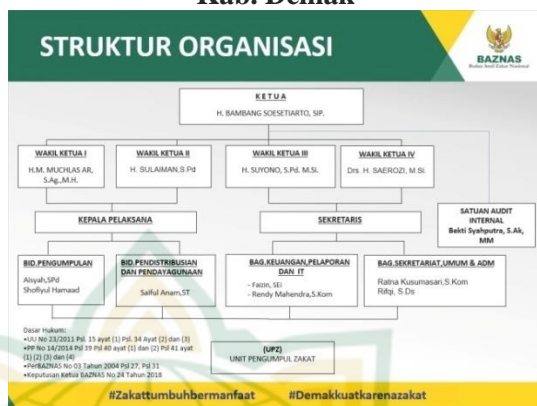 Kab. Demak
STRUKTUR ORGANISASI
BAZNAS
Badan Amil Zakat Nasional
KETUA
H. BAMBANG SOESETIARTO, SIP.
WAKIL KETUA I
H.M. MUCHLAS AR,
S.Ag.,M.H.
WAKIL KETUA II
H. SULAIMAN,S.Pd
WAKIL KETUA III
H. SUYONO, S.Pd. M.Si.
WAKIL KETUA IV
Drs. H. SAEROZI, M.Si.
KEPALA PELAKSANA
SEKRETARIS
SATUAN AUDIT
INTERNAL
Bekti Syahputra, S.Ak,
MM
BID.PENGUMPULAN
Aisyah,SPd
Shofiyul Hamaad
BID.PENDISTRIBUSIAN
DAN PENDAYAGUNAAN
Saiful Anam,ST
BAG.KEUANGAN,PELAPORAN
DAN IT
- Faizin, SEi
- Rendy Mahendra,S.Kom
BAG.SEKRETARIAT,UMUM & ADM
Ratna Kusumasari,S.Kom
Rifqi, S.Ds
Dasar Hukum:
•UU No 23/2011 Psl. 15 ayat (1) Psl. 34 Ayat (2) dan (3)
•PP No 14/2014 Psl 39 Psl 40 ayat (1) dan (2) Psl 41 ayat
(1) (2) (3) dan (4)
•PerBAZNAS No 03 Tahun 2004 Psl 27, Psl 31
•Keputusan Ketua BAZNAS No 24 Tahun 2018
(UPZ)
UNIT PENGUMPUL ZAKAT
#Zakattumbuhbermanfaat #Demakkuatkarenazakat